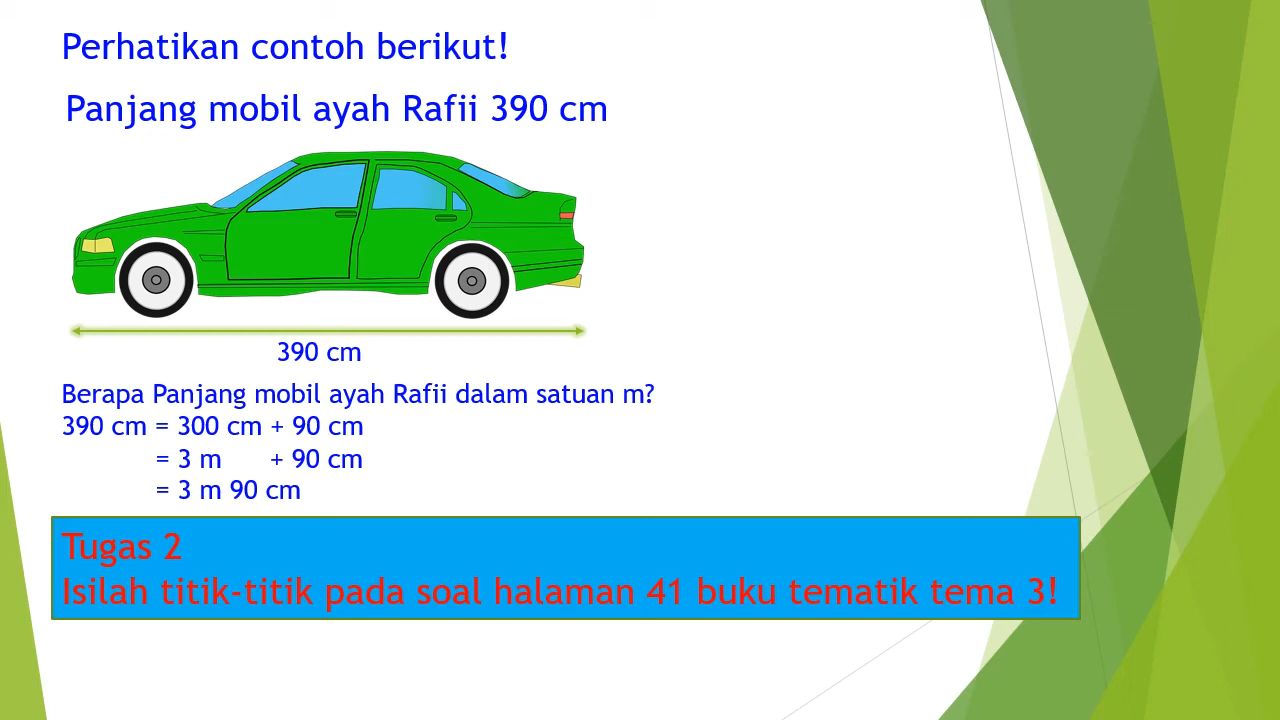 Perhatikan contoh berikut!
Panjang mobil ayah Rafii 390 cm
390 cm
Berapa Panjang mobil ayah Rafii dalam satuan m?
390 cm = 300 cm + 90 cm
= 3 m + 90 cm
= 3 m 90 cm
Tugas 2
Isilah titik-titik pada soal halaman 41 buku tematik tema 3!